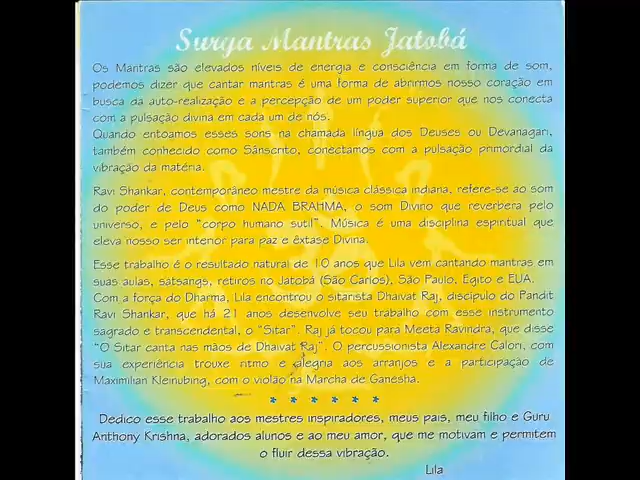 Surya Mantras Jatobá
Os Mantras são elevados níveis de energia e consciência em forma de som,
podemos dizer que cantar mantras é uma forma de abrirmos nosso coração em
busca da auto-realização e a percepção de um poder superior que nos conecta
com a pulsação divina em cada um de nós.
Quando entoamos esses sons na chamada língua dos Deuses ou Devanagari,
também conhecido como Sânscrito, conectamos com a pulsação primordial da
vibração da matéria.
Ravi Shankar, contemporâneo mestre da música clássica indiana, refere-se ao som
do poder de Deus como NADA BRAHMA, o som Divino que reverbera pelo
universo, e pelo "corpo humano sutil". Música é uma disciplina espiritual que
eleva nosso ser interior para paz e êxtase Divina.
Esse trabalho é o resultado natural de 10 anos que Lila vem cantando mantras em
suas aulas, satsangs, retiros no Jatobá (São Carlos), São Paulo, Egito e EUA.
Com a força do Dharma, Lila encontrou o sitarista Dhaivat Raj, discípulo do Pandit
Ravi Shankar, que há 21 anos desenvolve seu trabalho com esse instrumento
sagrado e transcendental, o "Sitar". Raj já tocou para Meeta Ravindra, que disse
"O Sitar canta nas mãos de Dhaivat Raj". O percussionista Alexandre Calori, com
sua experiência trouxe ritmo e alegria aos arranjos e a participação de
Maximilian Kleinubing, com o violão na Marcha de Ganesha.
* * * * * *
Dedico esse trabalho aos mestres inspiradores, meus pais, meu filho e Guru
Anthony Krishna, adorados alunos e ao meu amor, que me motivam e permitem
o fluir dessa vibração.
Lila